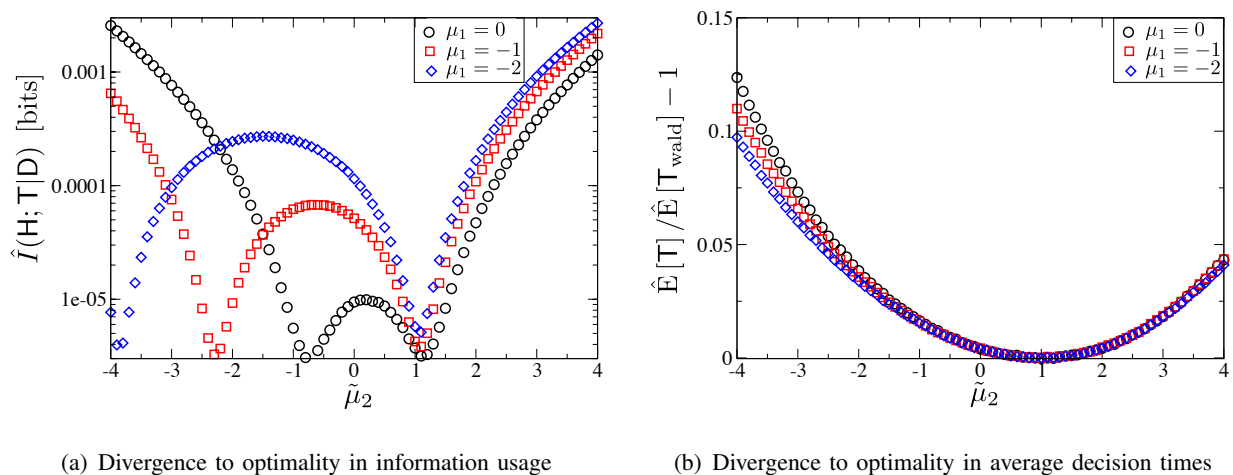 Î(H; T|D) [bits]
0.001
0.0001
1e-05
-4 -3 -2 -1 0 1 2 3 4
μ̃₂
μ₁ = 0
μ₁ = −1
μ₁ = −2
(a) Divergence to optimality in information usage
Ê [T] /Ê [T_wald] − 1
0.15
0.1
0.05
0
-4 -3 -2 -1 0 1 2 3 4
μ̃₂
μ₁ = 0
μ₁ = −1
μ₁ = −2
(b) Divergence to optimality in average decision times